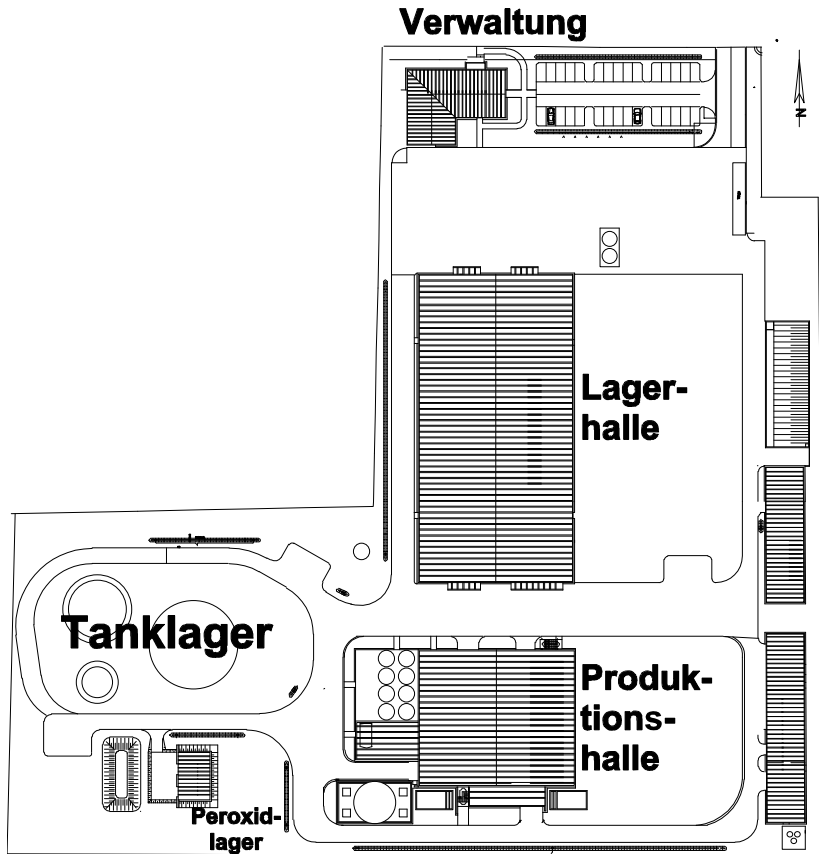 Verwaltung
N
Lager-
halle
Tanklager
Produk-
tions-
halle
Peroxid-
lager